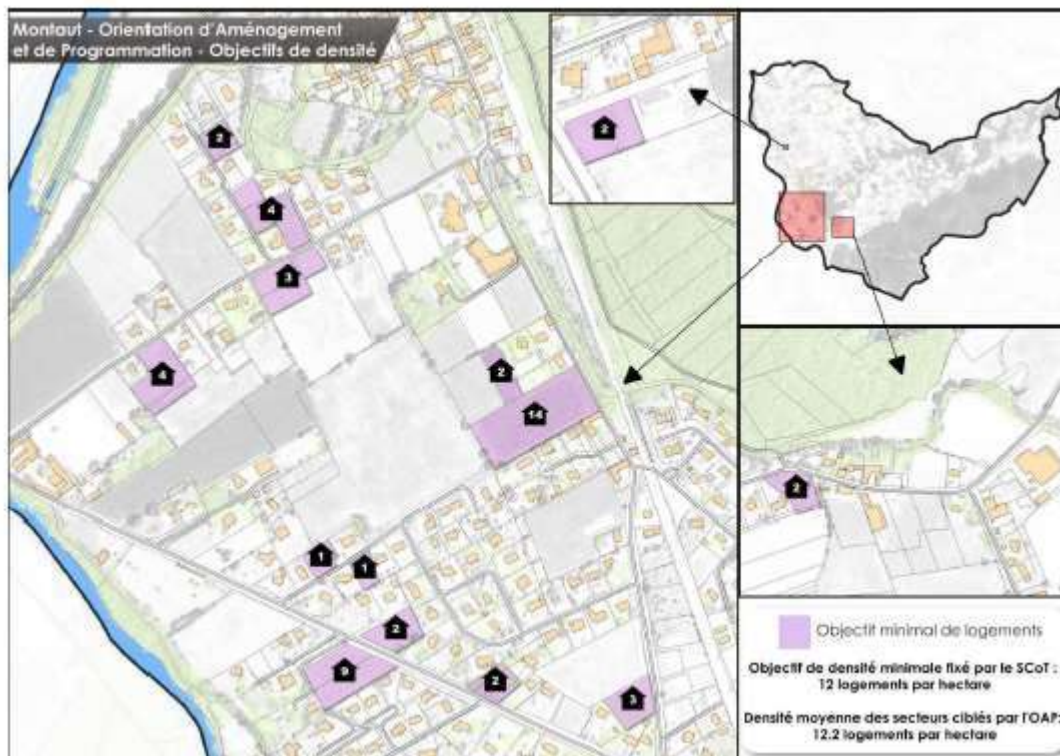 Montaut - Orientation d'Aménagement
et de Programmation - Objectifs de densité
2
2
4
3
4
2
14
1
1
2
9
2
3
2
Objectif minimal de logements
Objectif de densité minimale fixé par le SCoT :
12 logements par hectare
Densité moyenne des secteurs ciblés par l'OAP:
12.2 logements par hectare